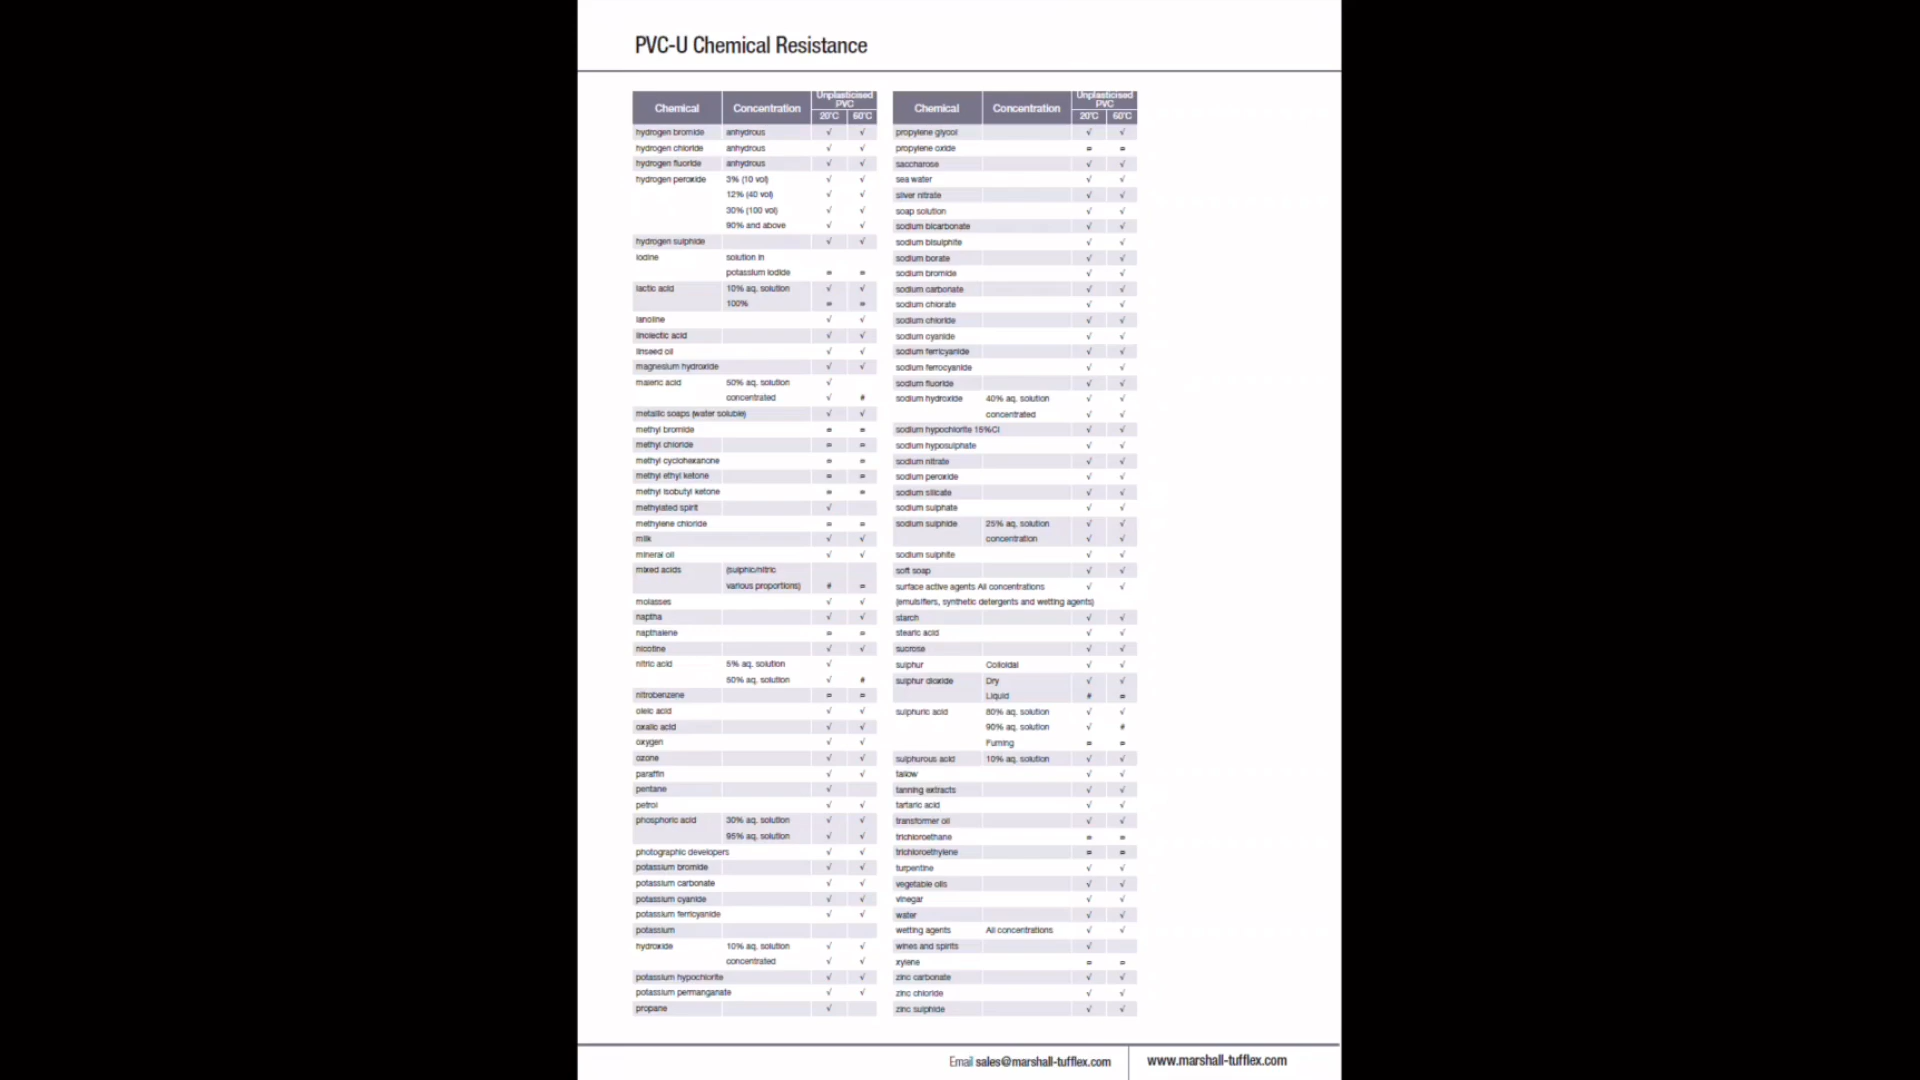 PVC-U Chemical Resistance
Chemical Concentration Unplasticised PVC
20°C 60°C
hydrogen bromide anhydrous √ √
hydrogen chloride anhydrous √ √
hydrogen fluoride anhydrous √ √
hydrogen peroxide 3% (10 vol) √ √
12% (40 vol) √ √
30% (100 vol) √ √
90% and above √ √
hydrogen sulphide √ √
iodine solution in
potassium iodide = =
lactic acid 10% aq. solution √ √
100% = =
lanoline √ √
linolectic acid √ √
linseed oil √ √
magnesium hydroxide √ √
maleric acid 50% aq. solution √
concentrated √ #
metallic soaps (water soluble) √ √
methyl bromide = =
methyl chloride = =
methyl cyclohexanone = =
methyl ethyl ketone = =
methyl isobutyl ketone = =
methylated spirit √
methylene chloride = =
milk √ √
mineral oil √ √
mixed acids (sulphic/nitric
various proportions) # =
molasses √ √
naptha √ √
napthalene = =
nicotine √ √
nitric acid 5% aq. solution √
50% aq. solution √ #
nitrobenzene = =
oleic acid √ √
oxalic acid √ √
oxygen √ √
ozone √ √
paraffin √ √
pentane √
petrol √ √
phosphoric acid 30% aq. solution √ √
95% aq. solution √ √
photographic developers √ √
potassium bromide √ √
potassium carbonate √ √
potassium cyanide √ √
potassium ferricyanide √ √
potassium
hydroxide 10% aq. solution √ √
concentrated √ √
potassium hypochlorite √ √
potassium permanganate √ √
propane √
Chemical Concentration Unplasticised PVC
20°C 60°C
propylene glycol √ √
propylene oxide = =
saccharose √ √
sea water √ √
silver nitrate √ √
soap solution √ √
sodium bicarbonate √ √
sodium bisulphite √ √
sodium borate √ √
sodium bromide √ √
sodium carbonate √ √
sodium chlorate √ √
sodium chloride √ √
sodium cyanide √ √
sodium ferricyanide √ √
sodium ferrocyanide √ √
sodium fluoride √ √
sodium hydroxide 40% aq. solution √ √
concentrated √ √
sodium hypochlorite 15%Cl √ √
sodium hyposulphate √ √
sodium nitrate √ √
sodium peroxide √ √
sodium silicate √ √
sodium sulphate √ √
sodium sulphide 25% aq. solution √ √
concentration √ √
sodium sulphite √ √
soft soap √ √
surface active agents All concentrations √ √
(emulsifiers, synthetic detergents and wetting agents)
starch √ √
stearic acid √ √
sucrose √ √
sulphur Colloidal √ √
sulphur dioxide Dry √ √
Liquid # =
sulphuric acid 80% aq. solution √ √
90% aq. solution √ #
Fuming = =
sulphurous acid 10% aq. solution √ √
tallow √ √
tanning extracts √ √
tartaric acid √ √
transformer oil √ √
trichloroethane = =
trichloroethylene = =
turpentine √ √
vegetable oils √ √
vinegar √ √
water √ √
wetting agents All concentrations √ √
wines and spirits √
xylene = =
zinc carbonate √ √
zinc chloride √ √
zinc sulphide √ √
Email sales@marshall-tufflex.com www.marshall-tufflex.com